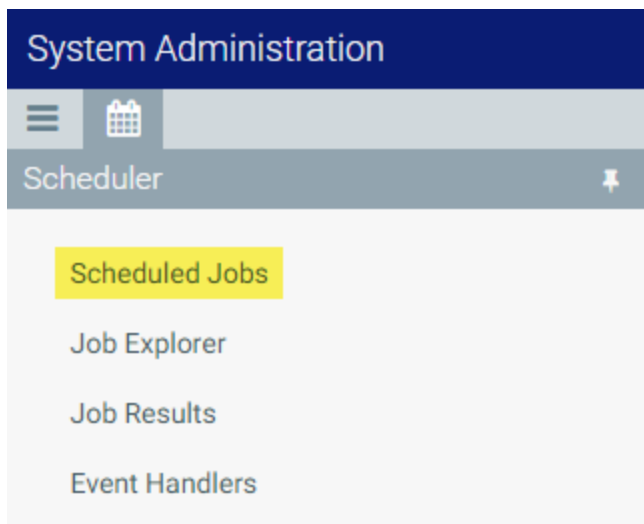 System Administration
Scheduler
Scheduled Jobs
Job Explorer
Job Results
Event Handlers